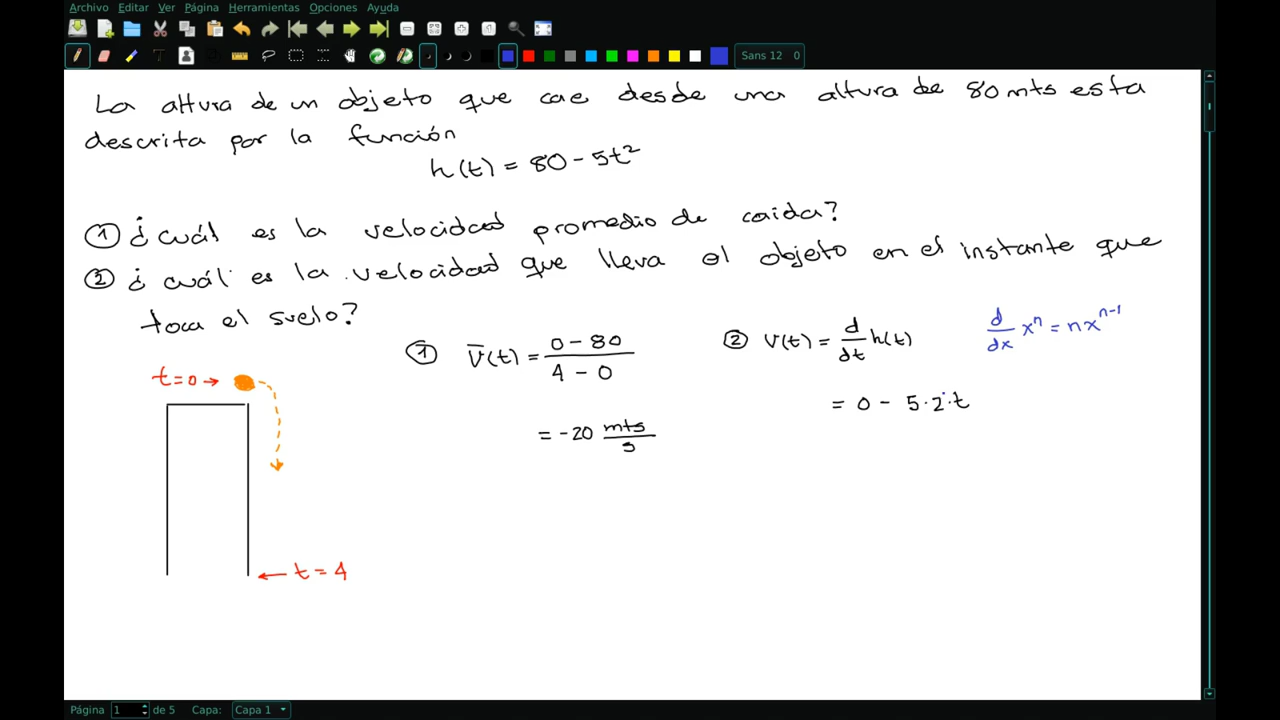 Archivo Editar Ver Página Herramientas Opciones Ayuda
Sans 12 0
La altura de un objeto que cae desde una altura de 80 mts esta
descrita por la función
h(t) = 80 - 5t²
① ¿cuál es la velocidad promedio de caida?
② ¿cuál es la velocidad que lleva el objeto en el instante que
toca el suelo?
t=0 →
← t = 4
① V̄(t) = (0 - 80)/(4 - 0)
= -20 mts/s
② V(t) = d/dt h(t)
= 0 - 5·2·t
d/dx xⁿ = nxⁿ⁻¹
Página 1 de 5 Capa: Capa 1